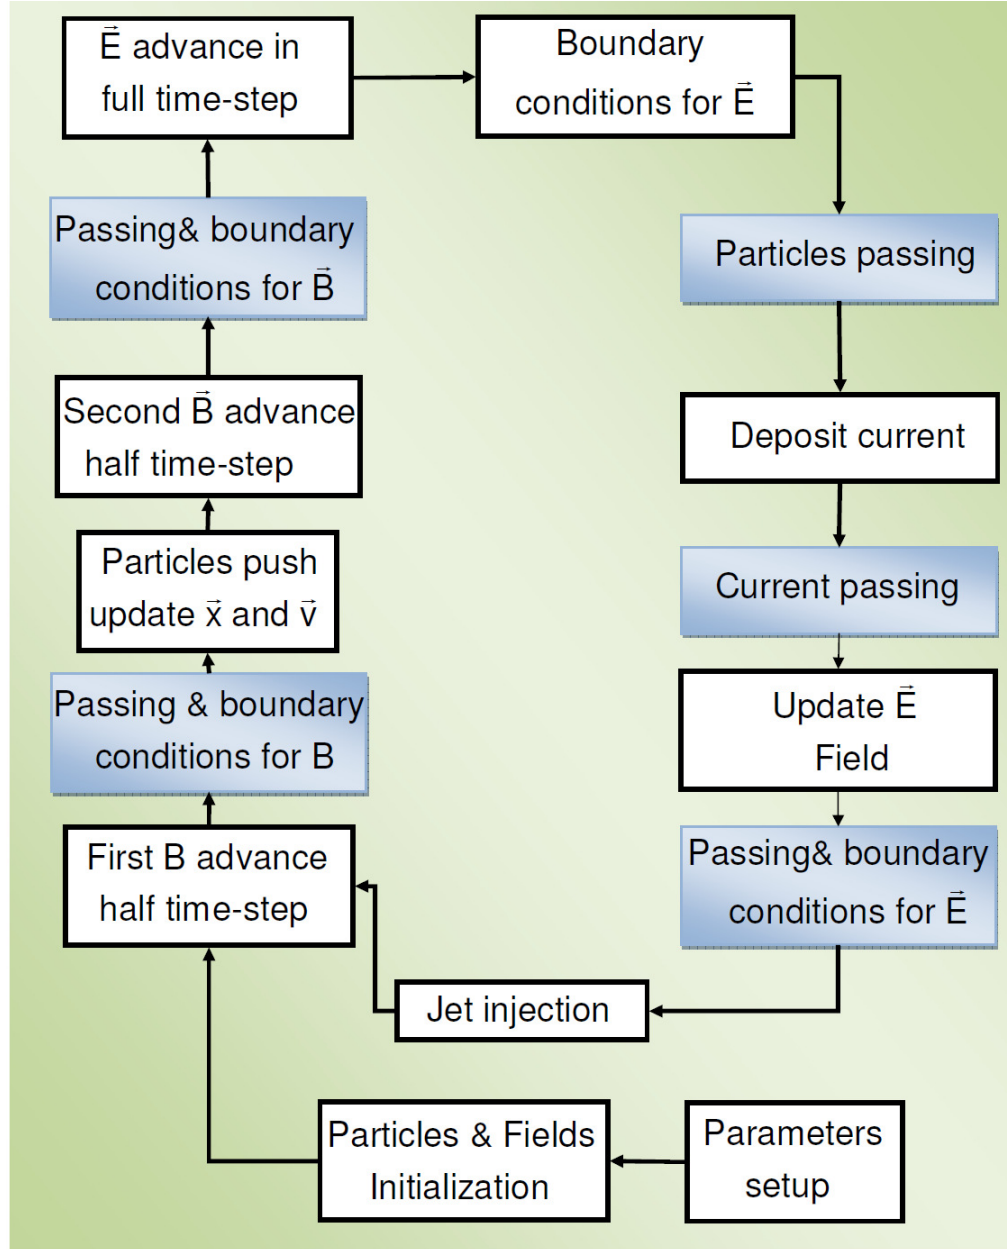 E⃗ advance in
full time-step
Boundary
conditions for E⃗
Passing& boundary
conditions for B⃗
Particles passing
Second B⃗ advance
half time-step
Deposit current
Particles push
update x⃗ and v⃗
Current passing
Passing & boundary
conditions for B
Update E⃗
Field
First B advance
half time-step
Passing& boundary
conditions for E⃗
Jet injection
Particles & Fields
Initialization
Parameters
setup